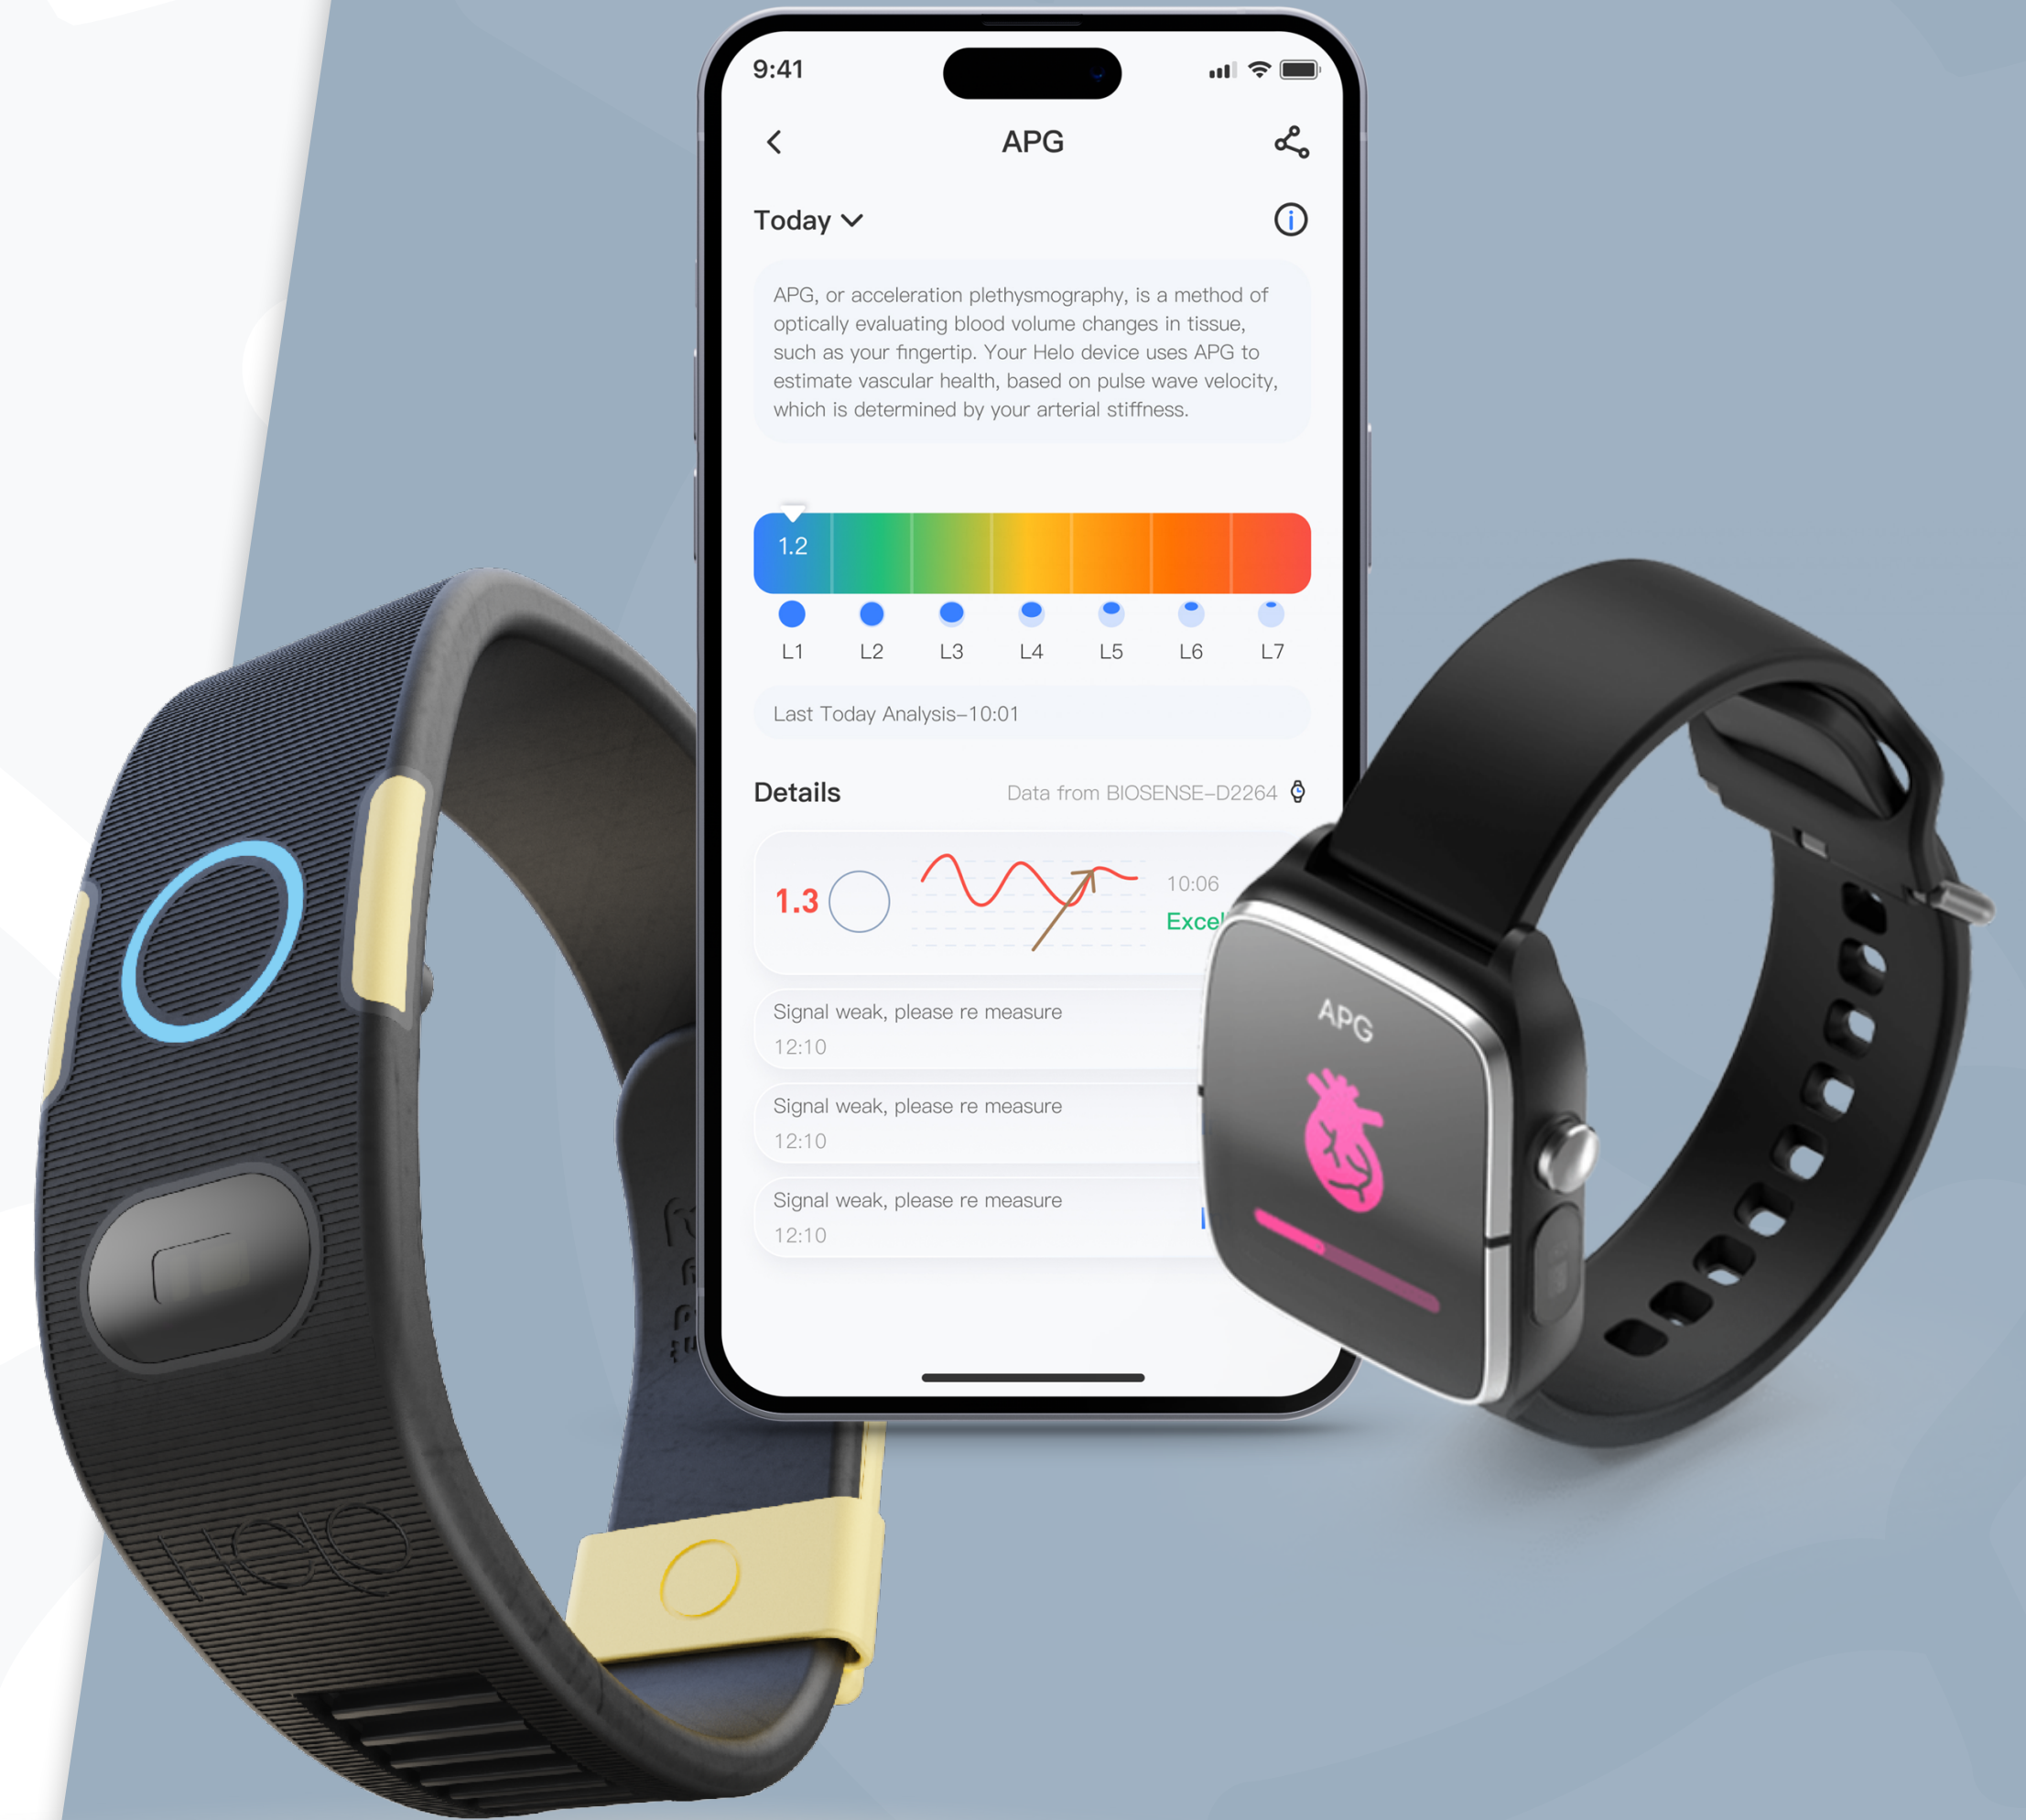 9:41
APG
Today
APG, or acceleration plethysmography, is a method of
optically evaluating blood volume changes in tissue,
such as your fingertip. Your Helo device uses APG to
estimate vascular health, based on pulse wave velocity,
which is determined by your arterial stiffness.
1.2
L1 L2 L3 L4 L5 L6 L7
Last Today Analysis–10:01
Details
Data from BIOSENSE–D2264
1.3
10:06
Excel
Signal weak, please re measure
12:10
Signal weak, please re measure
12:10
Signal weak, please re measure
12:10
APG
Helo